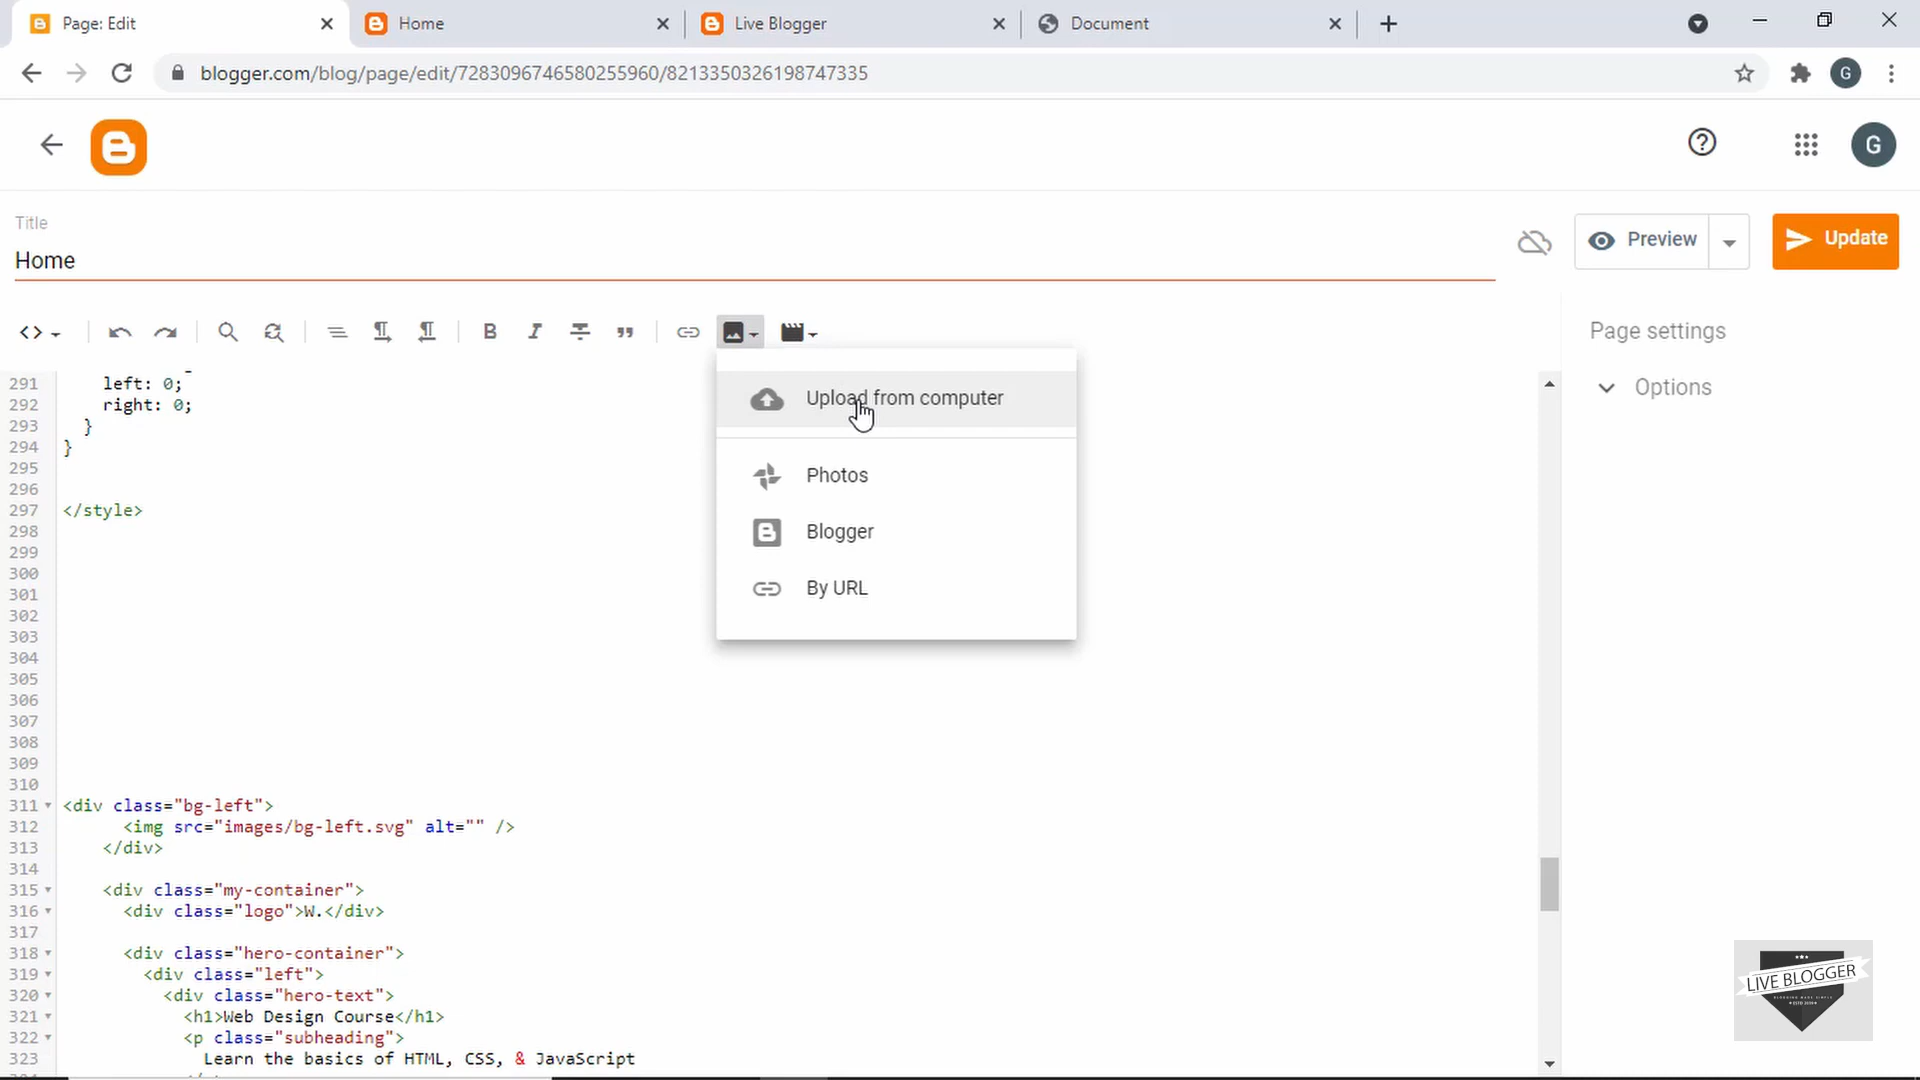 Page: Edit
Home
Live Blogger
Document
blogger.com/blog/page/edit/7283096746580255960/8213350326198747335
G
G
Title
Home
Preview
Update
Page settings
Options
Upload from computer
Photos
Blogger
By URL
291 left: 0;
292 right: 0;
293 }
294 }
295
296
297 </style>
298
299
300
301
302
303
304
305
306
307
308
309
310
311 <div class="bg-left">
312 <img src="images/bg-left.svg" alt="" />
313 </div>
314
315 <div class="my-container">
316 <div class="logo">W.</div>
317
318 <div class="hero-container">
319 <div class="left">
320 <div class="hero-text">
321 <h1>Web Design Course</h1>
322 <p class="subheading">
323 Learn the basics of HTML, CSS, & JavaScript
LIVE BLOGGER